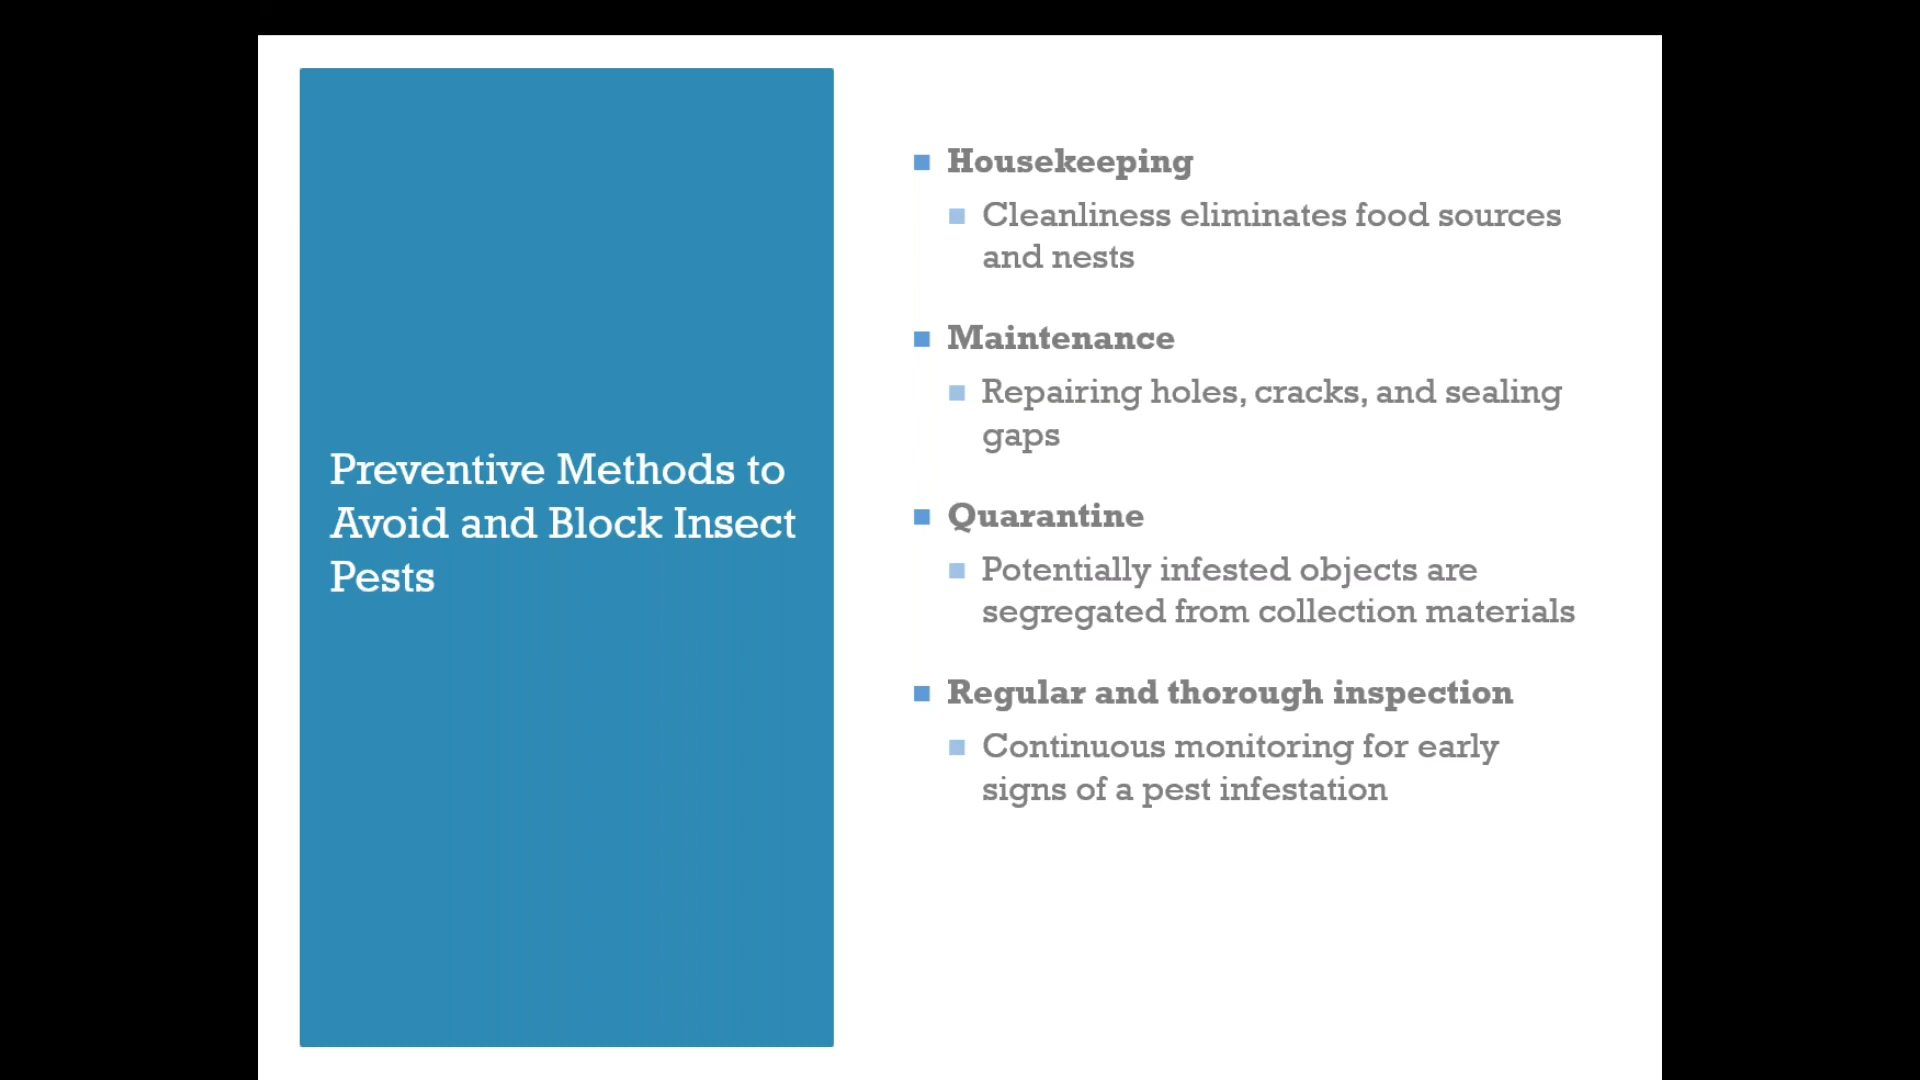 Preventive Methods to
Avoid and Block Insect
Pests
Housekeeping
Cleanliness eliminates food sources
and nests
Maintenance
Repairing holes, cracks, and sealing
gaps
Quarantine
Potentially infested objects are
segregated from collection materials
Regular and thorough inspection
Continuous monitoring for early
signs of a pest infestation